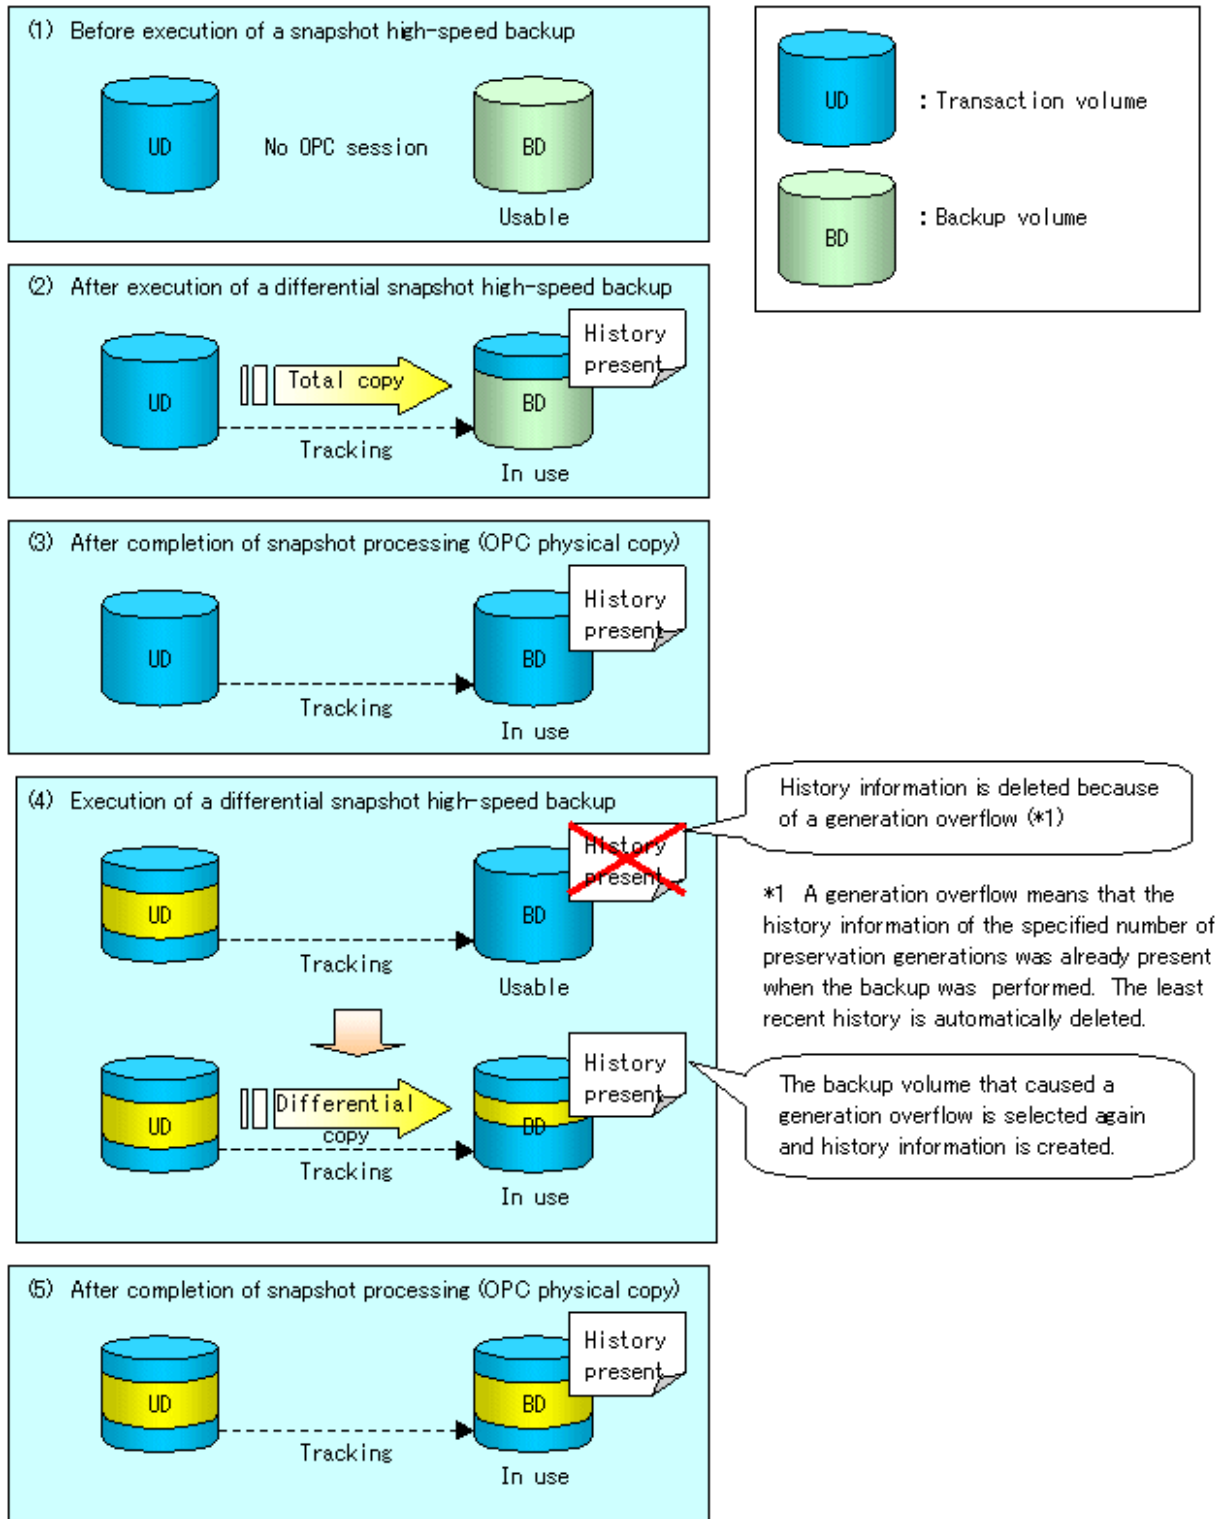 (1) Before execution of a snapshot high-speed backup
UD
No OPC session
BD
Usable
UD
: Transaction volume
BD
: Backup volume
(2) After execution of a differential snapshot high-speed backup
UD
Total copy
Tracking
BD
History
present
In use
(3) After completion of snapshot processing (OPC physical copy)
UD
Tracking
BD
History
present
In use
(4) Execution of a differential snapshot high-speed backup
UD
Tracking
BD
History
present
Usable
History information is deleted because
of a generation overflow (*1)
*1 A generation overflow means that the
history information of the specified number of
preservation generations was already present
when the backup was performed. The least
recent history is automatically deleted.
UD
Differential
copy
Tracking
BD
History
present
In use
The backup volume that caused a
generation overflow is selected again
and history information is created.
(5) After completion of snapshot processing (OPC physical copy)
UD
Tracking
BD
History
present
In use